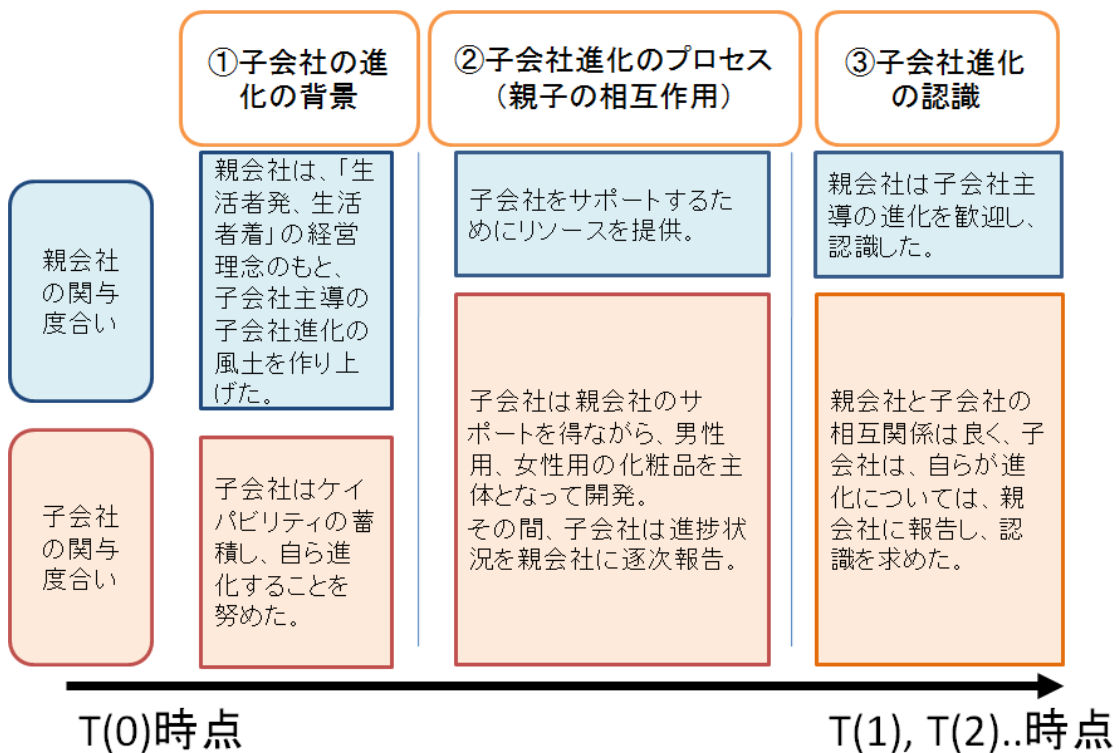 ①子会社の進
化の背景
②子会社進化のプロセス
（親子の相互作用）
③子会社進化
の認識
親会社
の関与
度合い
親会社は、「生
活者発、生活
者着」の経営
理念のもと、
子会社主導の
子会社進化の
風土を作り上
げた。
子会社をサポートするた
めにリソースを提供。
親会社は子会社主
導の進化を歓迎し、
認識した。
子会社
の関与
度合い
子会社はケイ
パビリティの蓄
積し、自ら進
化することを
努めた。
子会社は親会社のサ
ポートを得ながら、男性
用、女性用の化粧品を主
体となって開発。
その間、子会社は進捗状
況を親会社に逐次報告。
親会社と子会社の
相互関係は良く、子
会社は、自らが進
化については、親
会社に報告し、認
識を求めた。
T(0)時点
T(1), T(2)..時点